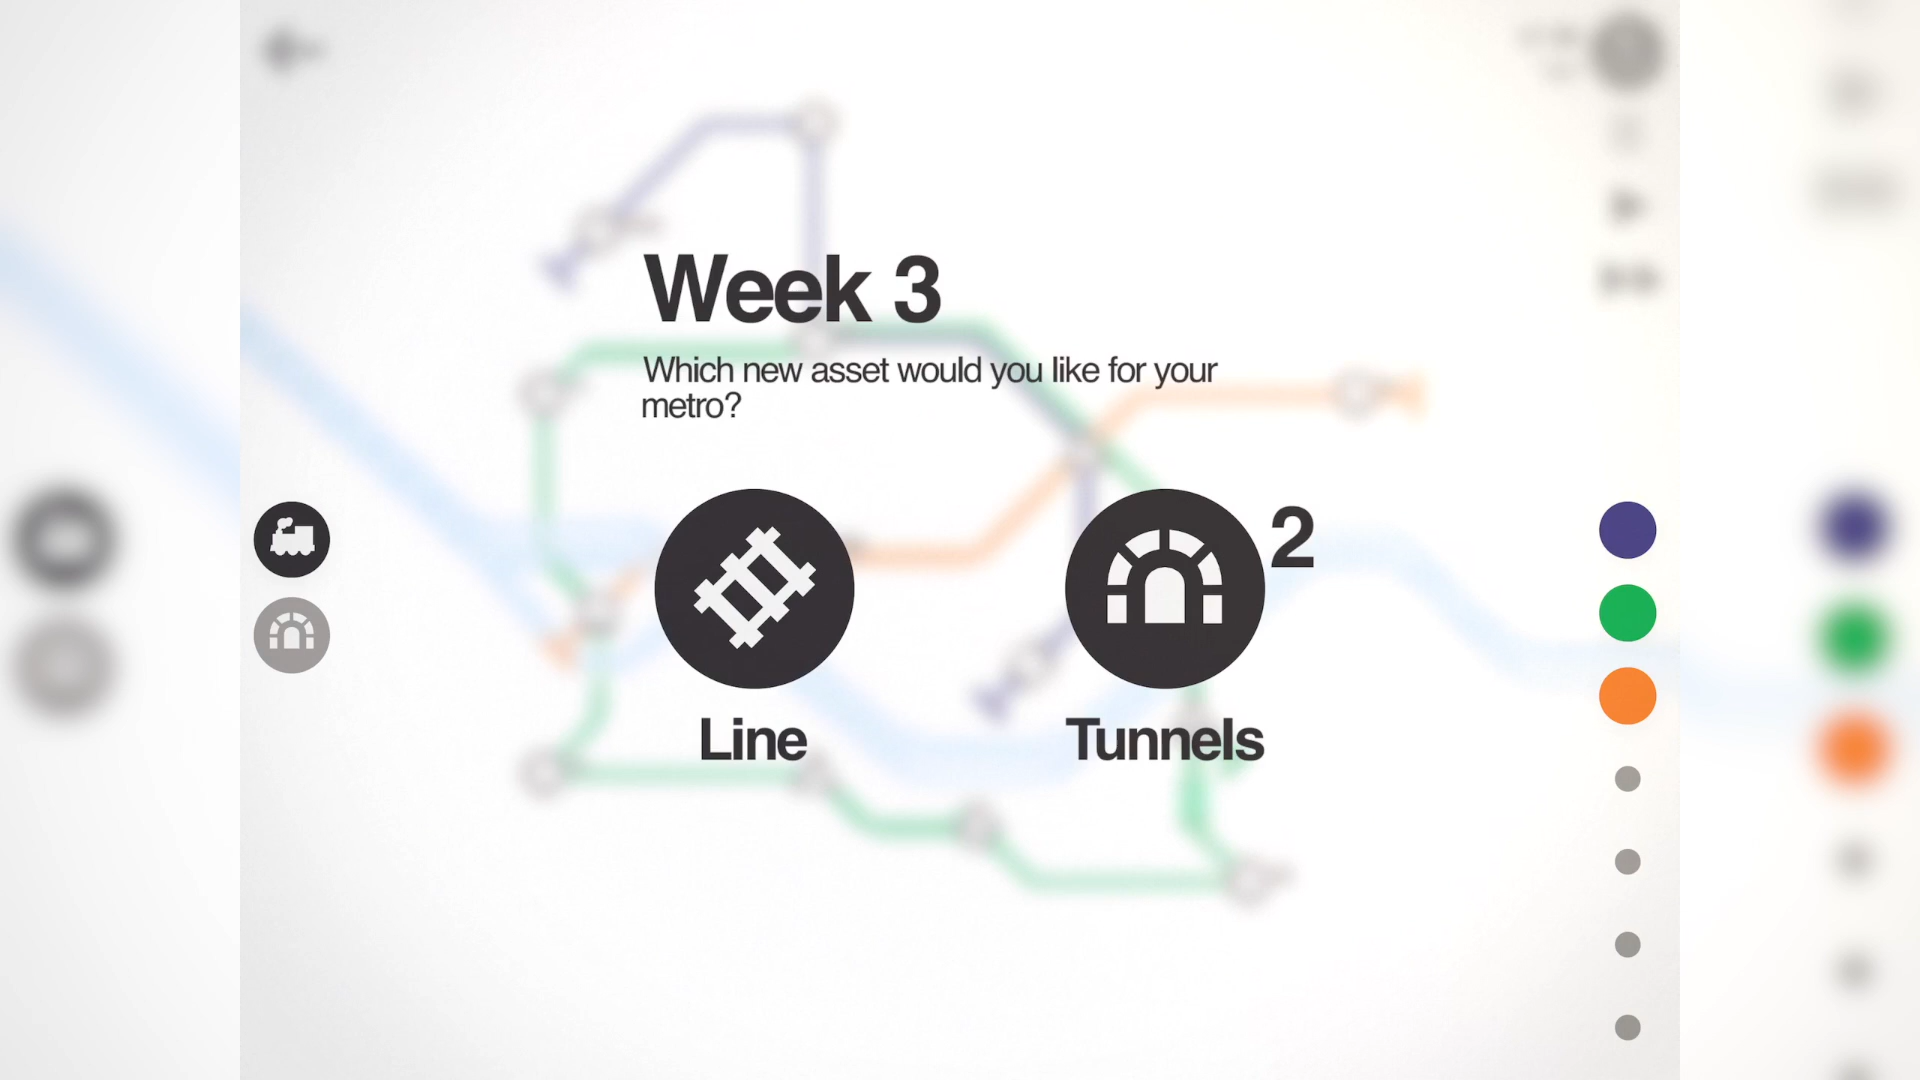 Week 3
Which new asset would you like for your
metro?
2
Line
Tunnels